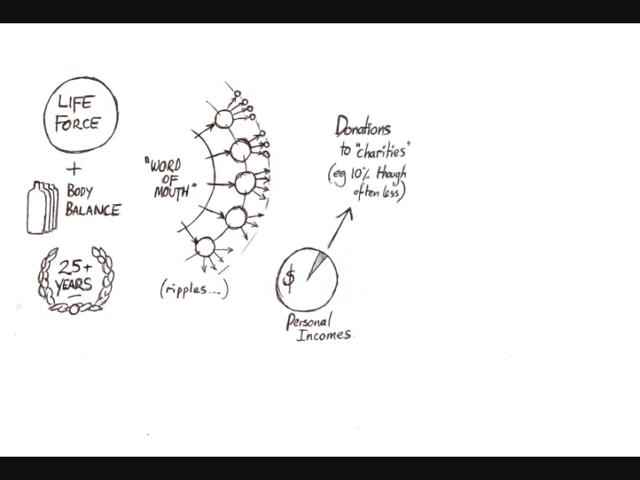 LIFE
FORCE
+
BODY
BALANCE
25+
YEARS
"WORD
OF
MOUTH"
(ripples....)
Donations
to "charities"
(eg 10% though
often less)
$
Personal
Incomes